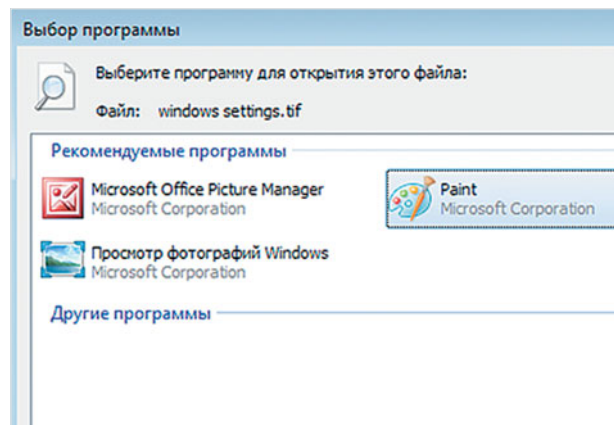 Выбор программы
Выберите программу для открытия этого файла:
Файл: windows settings.tif
Рекомендуемые программы
Microsoft Office Picture Manager
Microsoft Corporation
Paint
Microsoft Corporation
Просмотр фотографий Windows
Microsoft Corporation
Другие программы